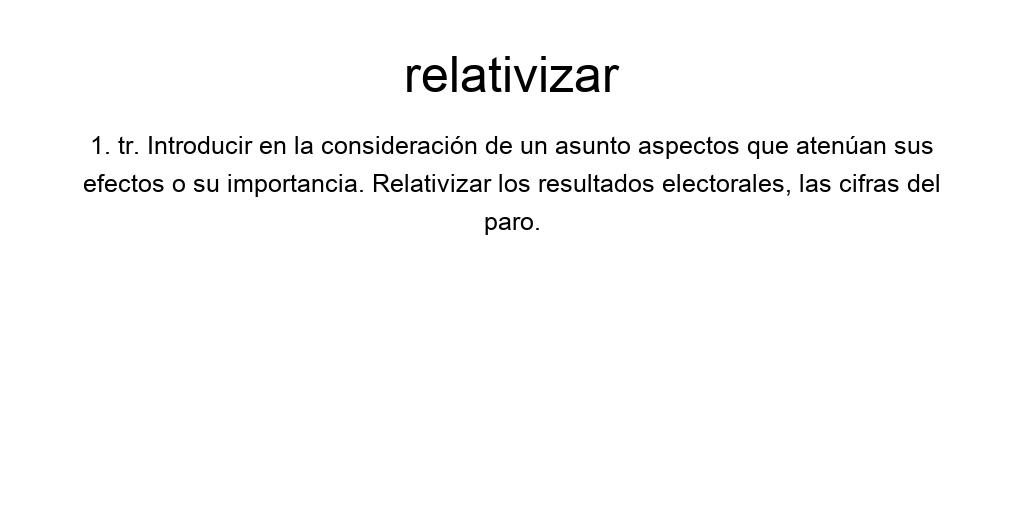 relativizar
1. tr. Introducir en la consideración de un asunto aspectos que atenúan sus
efectos o su importancia. Relativizar los resultados electorales, las cifras del
paro.